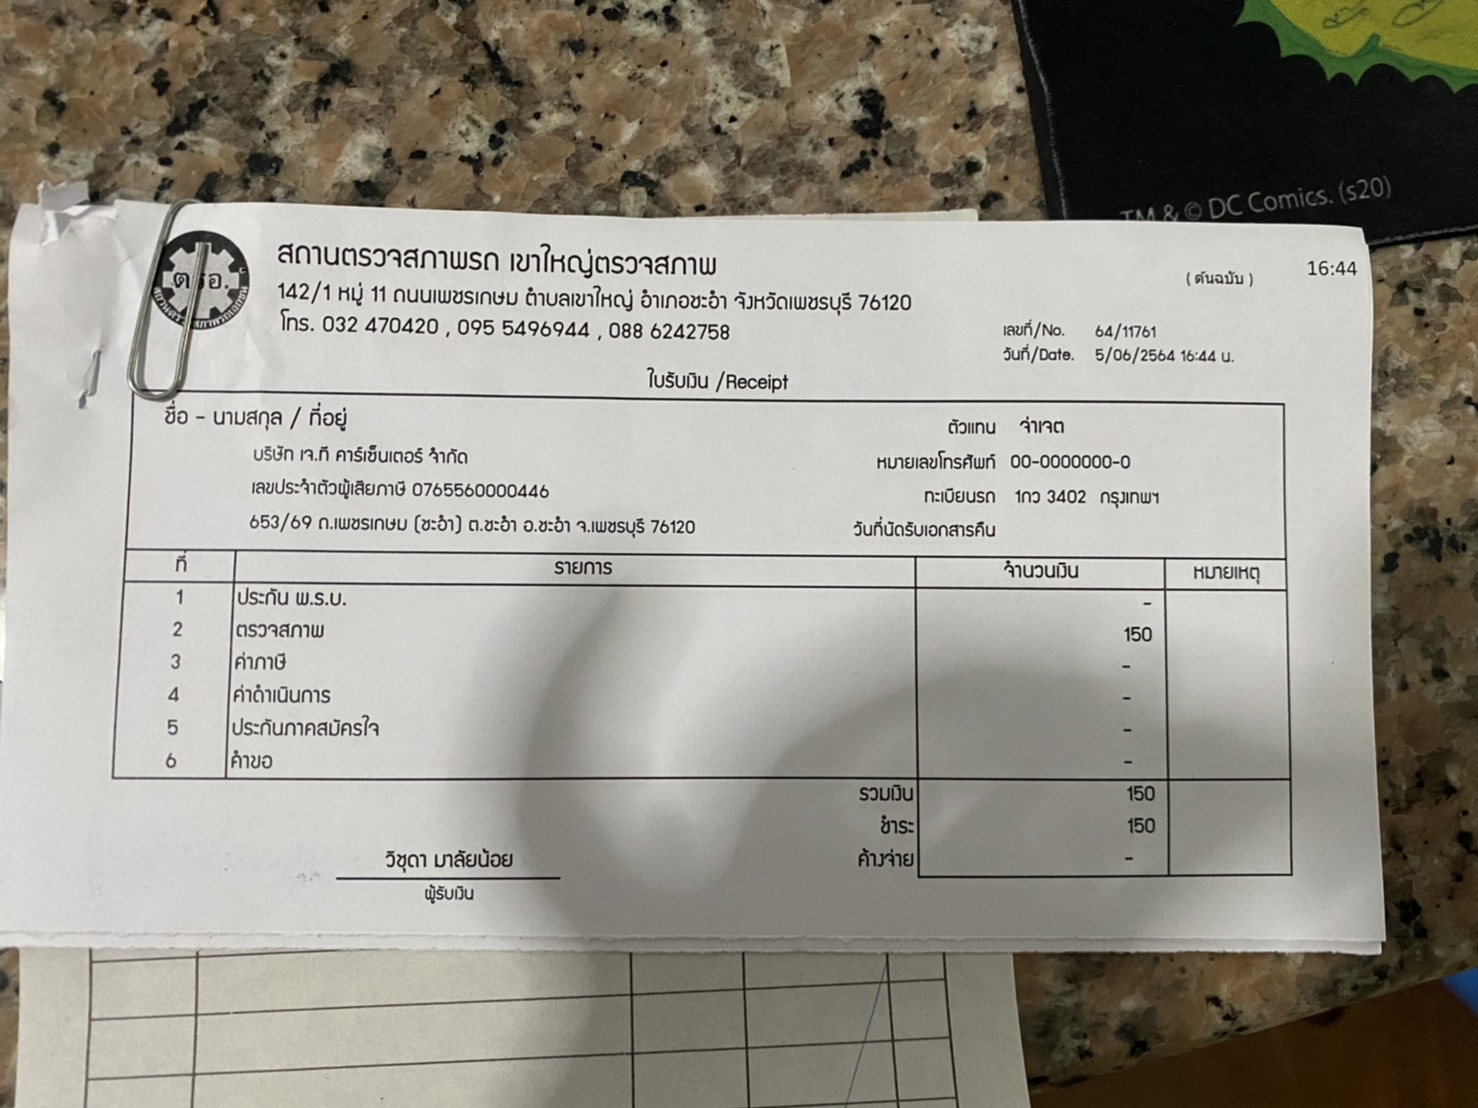 TM & © DC Comics. (s20)
ตรอ.
สถานตรวจสภาพรถ เขาใหญ่ตรวจสภาพ
( ต้นฉบับ )
16:44
142/1 หมู่ 11 ถนนเพชรเกษม ตำบลเขาใหญ่ อำเภอชะอำ จังหวัดเพชรบุรี 76120
โทร. 032 470420 , 095 5496944 , 088 6242758
เลขที่/No. 64/11761
วันที่/Date. 5/06/2564 16:44 น.
ใบรับเงิน /Receipt
ชื่อ - นามสกุล / ที่อยู่
ตัวแทน จ่าเจต
บริษัท เจ.ที คาร์เซ็นเตอร์ จำกัด
หมายเลขโทรศัพท์ 00-0000000-0
เลขประจำตัวผู้เสียภาษี 0765560000446
ทะเบียนรถ 1กว 3402 กรุงเทพฯ
653/69 ถ.เพชรเกษม (ชะอำ) ต.ชะอำ อ.ชะอำ จ.เพชรบุรี 76120
วันที่นัดรับเอกสารคืน
ที่ รายการ จำนวนเงิน หมายเหตุ
1 ประกัน พ.ร.บ. -
2 ตรวจสภาพ 150
3 ค่าภาษี -
4 ค่าดำเนินการ -
5 ประกันภาคสมัครใจ -
6 คำขอ -
รวมเงิน 150
ชำระ 150
ค้างจ่าย -
วิชุดา มาลัยน้อย
ผู้รับเงิน